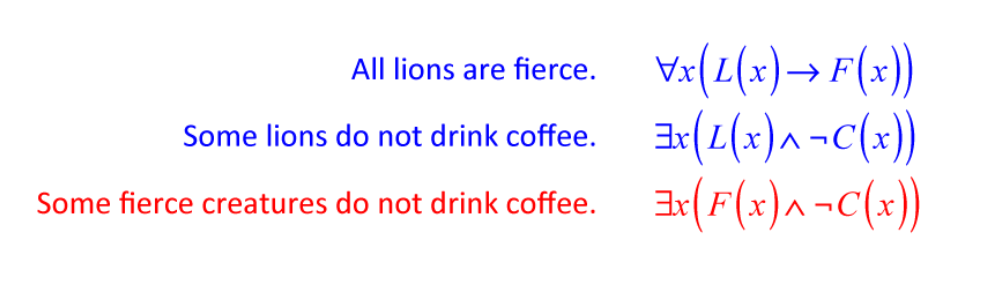 All lions are fierce. ∀x(L(x)→F(x))
Some lions do not drink coffee. ∃x(L(x)∧¬C(x))
Some fierce creatures do not drink coffee. ∃x(F(x)∧¬C(x))